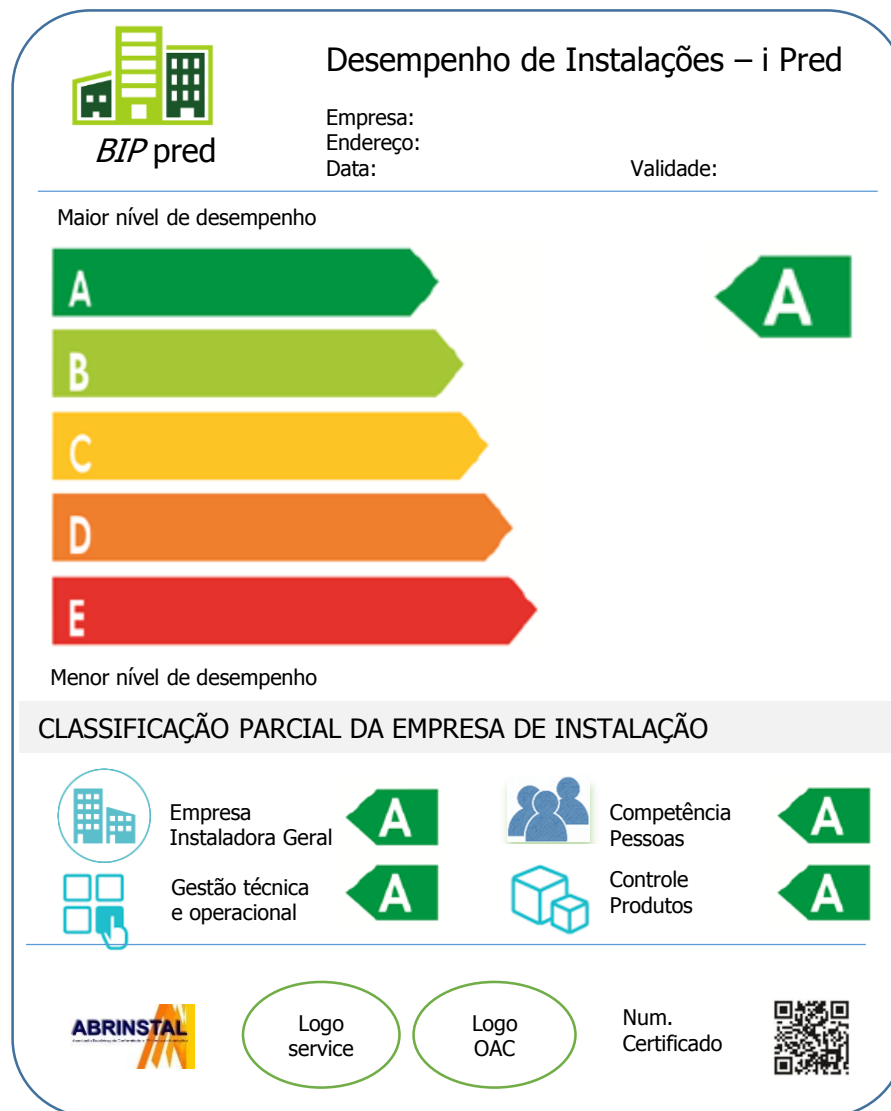 BIP pred
Desempenho de Instalações – i Pred
Empresa:
Endereço:
Data:
Validade:
Maior nível de desempenho
A
A
B
C
D
E
Menor nível de desempenho
CLASSIFICAÇÃO PARCIAL DA EMPRESA DE INSTALAÇÃO
Empresa
Instaladora Geral
A
Competência
Pessoas
A
Gestão técnica
e operacional
A
Controle
Produtos
A
ABRINSTAL
Logo
service
Logo
OAC
Num.
Certificado